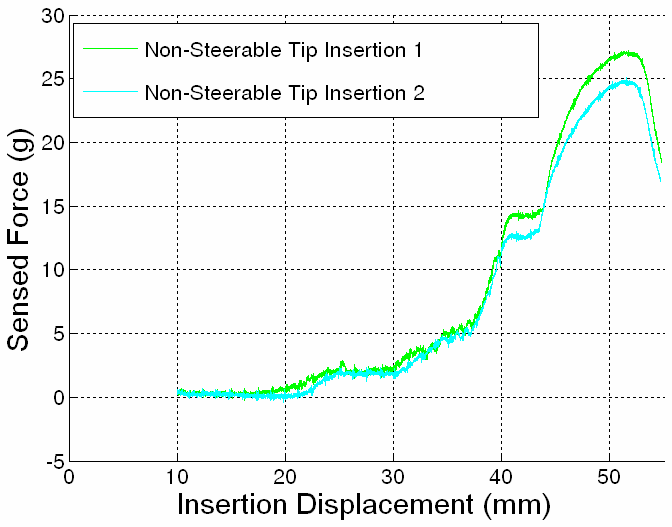 30
25
20
15
10
5
0
-5
Sensed Force (g)
Non-Steerable Tip Insertion 1
Non-Steerable Tip Insertion 2
0 10 20 30 40 50
Insertion Displacement (mm)